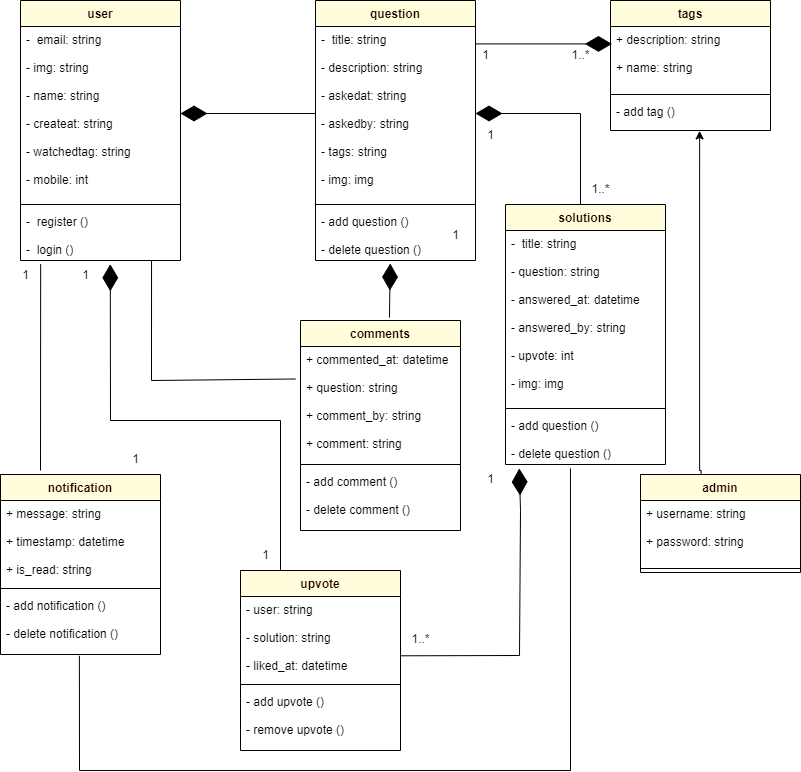 user
- email: string
- img: string
- name: string
- createat: string
- watchedtag: string
- mobile: int
- register ()
- login ()
question
- title: string
- description: string
- askedat: string
- askedby: string
- tags: string
- img: img
- add question ()
- delete question ()
1
tags
+ description: string
+ name: string
- add tag ()
1
1..*
1
1..*
solutions
- title: string
- question: string
- answered_at: datetime
- answered_by: string
- upvote: int
- img: img
- add question ()
- delete question ()
1
1
comments
+ commented_at: datetime
+ question: string
+ comment_by: string
+ comment: string
- add comment ()
- delete comment ()
1
1
notification
+ message: string
+ timestamp: datetime
+ is_read: string
- add notification ()
- delete notification ()
admin
+ username: string
+ password: string
1
upvote
- user: string
- solution: string
- liked_at: datetime
- add upvote ()
- remove upvote ()
1..*